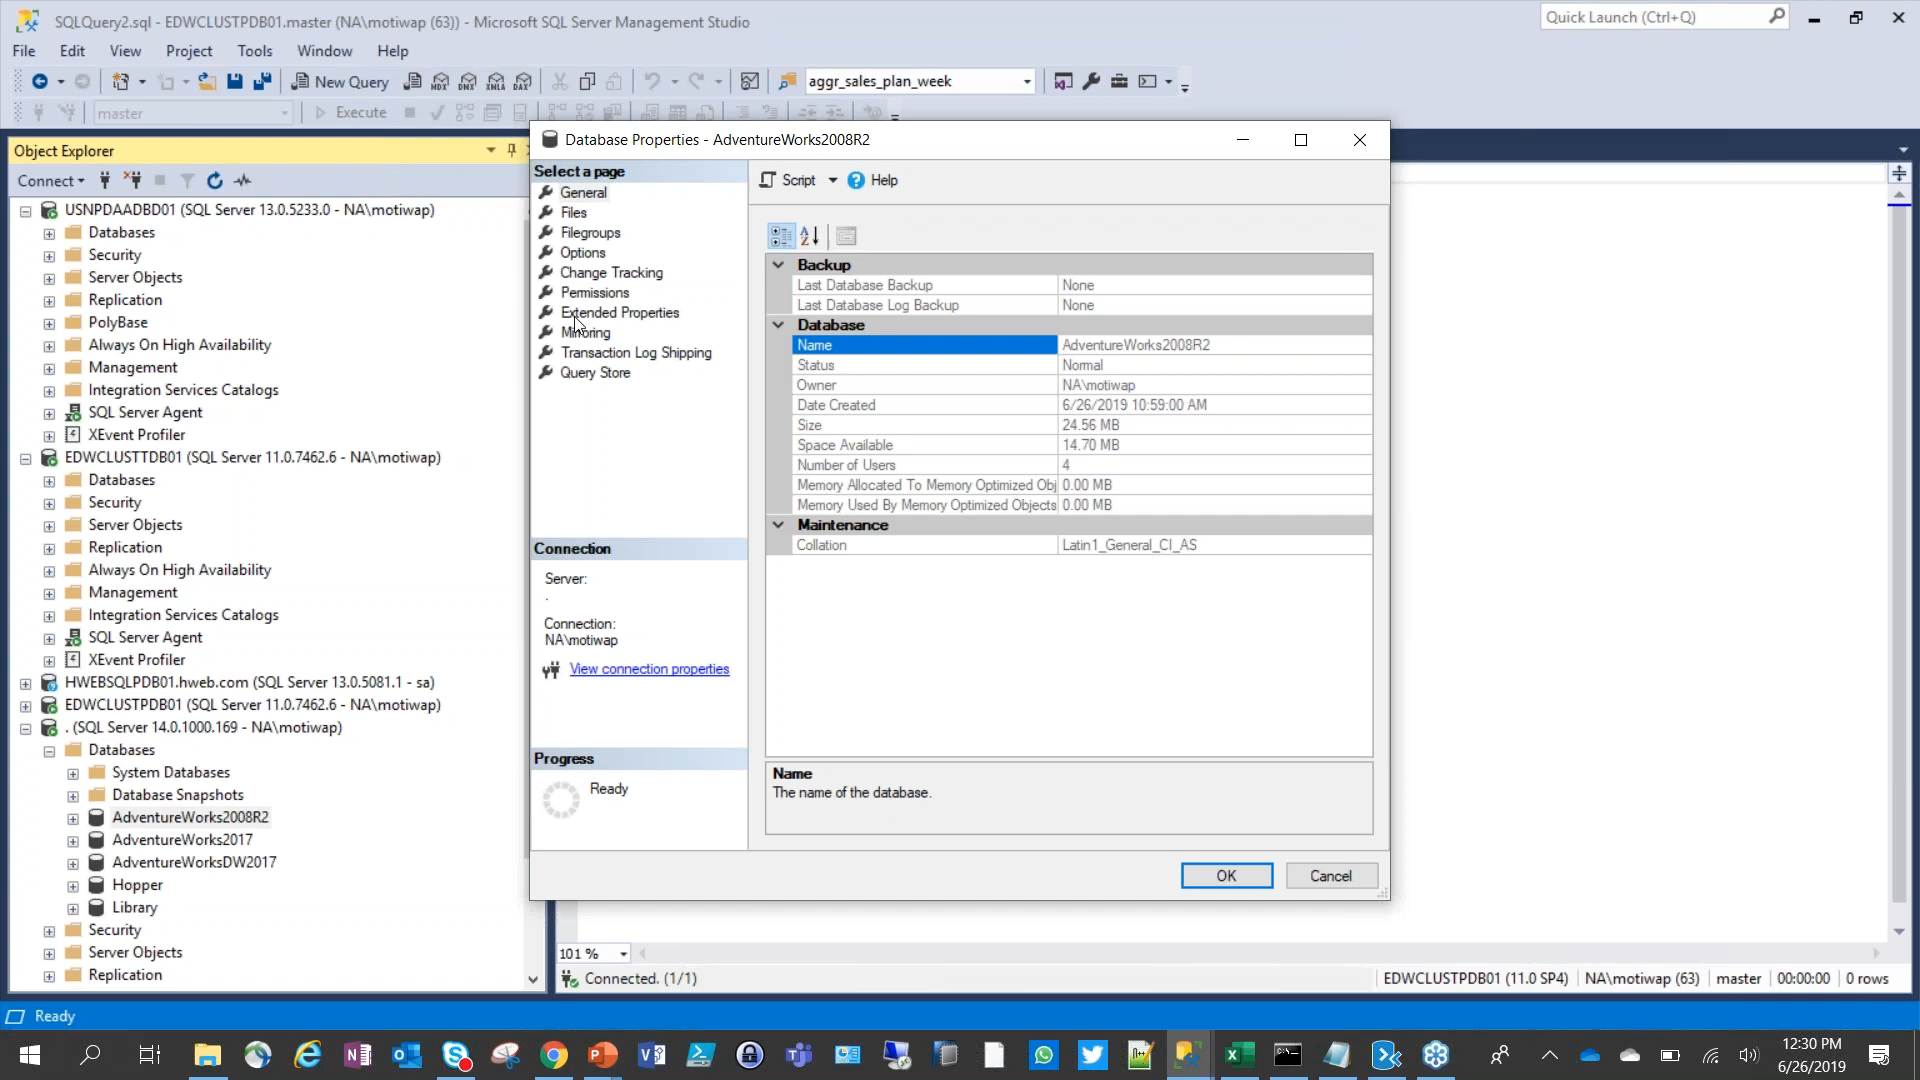 SQLQuery2.sql - EDWCLUSTPDB01.master (NA\motiwap (63)) - Microsoft SQL Server Management Studio
Quick Launch (Ctrl+Q)
File Edit View Project Tools Window Help
New Query
MDX DMX XMLA DAX
aggr_sales_plan_week
master
Execute
Object Explorer
Connect
USNPDAADBD01 (SQL Server 13.0.5233.0 - NA\motiwap)
Databases
Security
Server Objects
Replication
PolyBase
Always On High Availability
Management
Integration Services Catalogs
SQL Server Agent
XEvent Profiler
EDWCLUSTTDB01 (SQL Server 11.0.7462.6 - NA\motiwap)
Databases
Security
Server Objects
Replication
Always On High Availability
Management
Integration Services Catalogs
SQL Server Agent
XEvent Profiler
HWEBSQLPDB01.hweb.com (SQL Server 13.0.5081.1 - sa)
EDWCLUSTPDB01 (SQL Server 11.0.7462.6 - NA\motiwap)
. (SQL Server 14.0.1000.169 - NA\motiwap)
Databases
System Databases
Database Snapshots
AdventureWorks2008R2
AdventureWorks2017
AdventureWorksDW2017
Hopper
Library
Security
Server Objects
Replication
Database Properties - AdventureWorks2008R2
Select a page
General
Files
Filegroups
Options
Change Tracking
Permissions
Extended Properties
Mirroring
Transaction Log Shipping
Query Store
Connection
Server:
.
Connection:
NA\motiwap
View connection properties
Progress
Ready
Script Help
Backup
Last Database Backup None
Last Database Log Backup None
Database
Name AdventureWorks2008R2
Status Normal
Owner NA\motiwap
Date Created 6/26/2019 10:59:00 AM
Size 24.56 MB
Space Available 14.70 MB
Number of Users 4
Memory Allocated To Memory Optimized Obj 0.00 MB
Memory Used By Memory Optimized Objects 0.00 MB
Maintenance
Collation Latin1_General_CI_AS
Name
The name of the database.
OK Cancel
101 %
Connected. (1/1)
EDWCLUSTPDB01 (11.0 SP4) NA\motiwap (63) master 00:00:00 0 rows
Ready
12:30 PM
6/26/2019